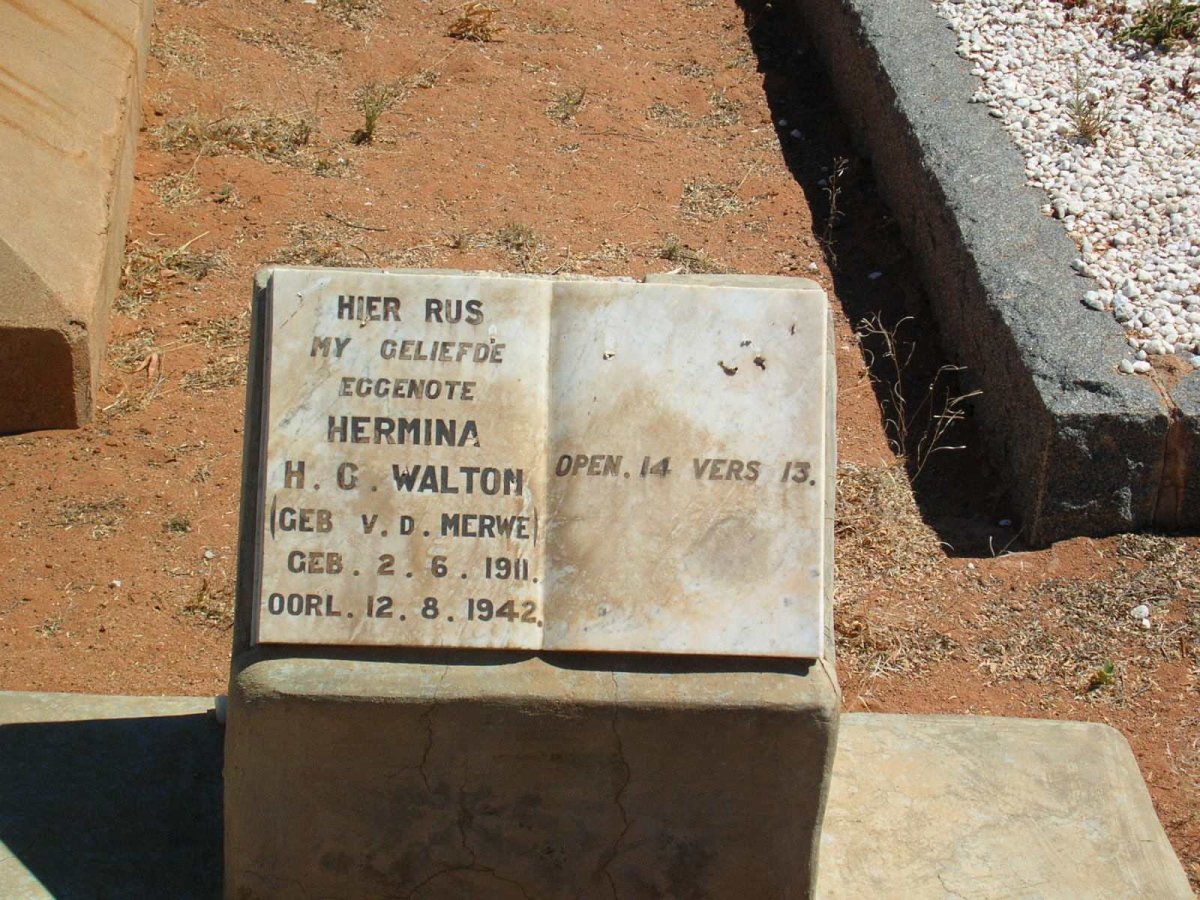 HIER RUS
MY GELIEFDE
EGGENOTE
HERMINA
H. C. WALTON
(GEB V. D. MERWE)
GEB. 2. 6. 1911.
OORL. 12. 8. 1942.
OPEN. 14 VERS 13.